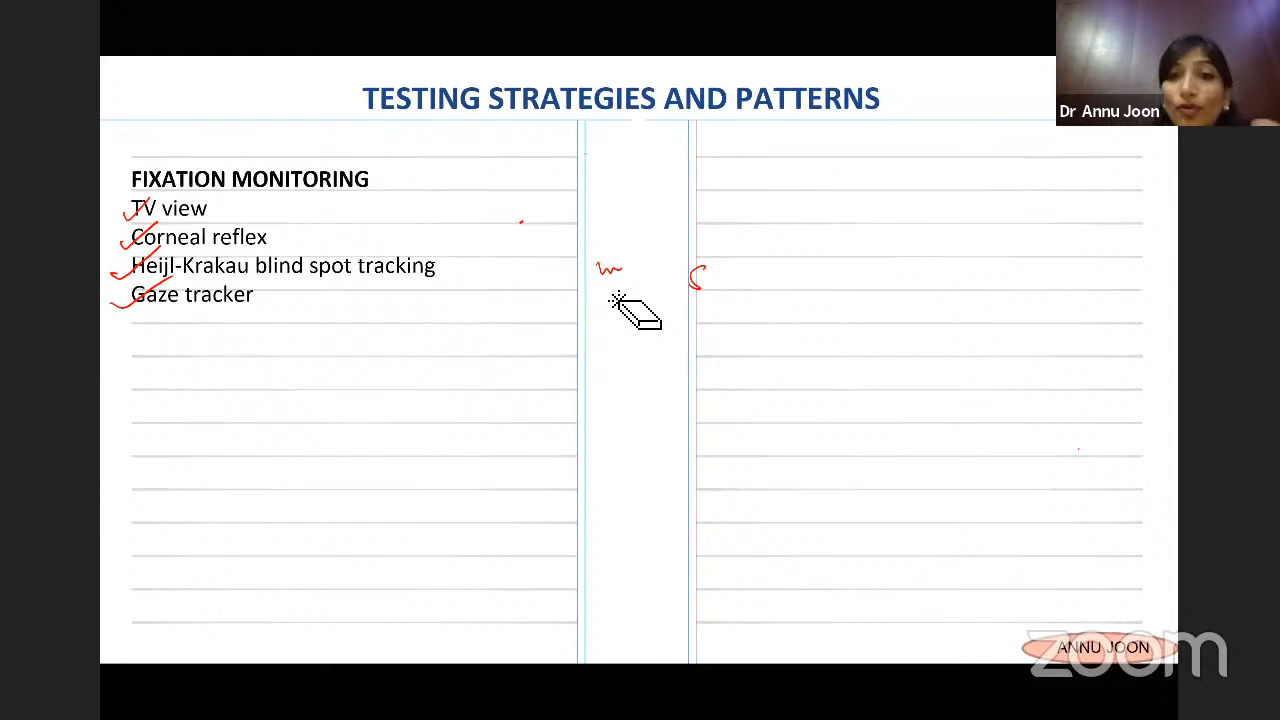 TESTING STRATEGIES AND PATTERNS
Dr Annu Joon
FIXATION MONITORING
TV view
Corneal reflex
Heijl-Krakau blind spot tracking
Gaze tracker
m
S
ANNU JOON
zoom